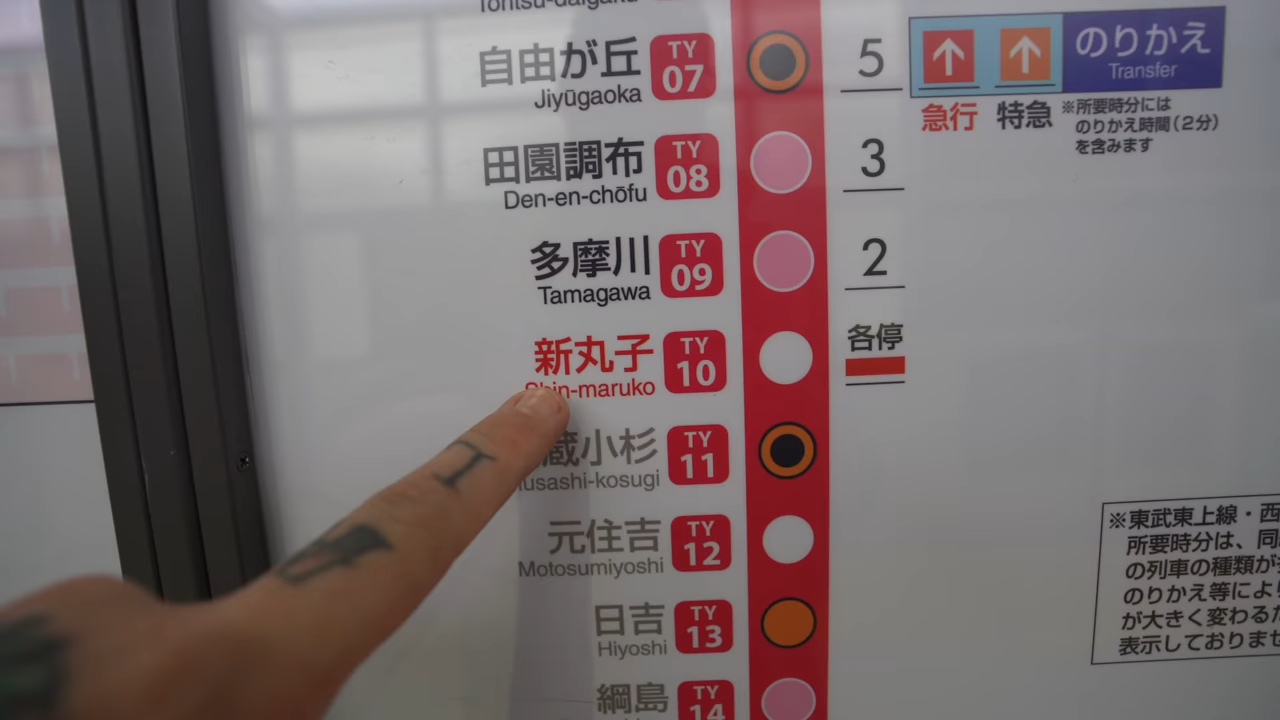 自由が丘
Jiyūgaoka
TY
07
5
のりかえ
Transfer
急行 特急
※所要時分には
のりかえ時間(2分)
を含みます
田園調布
Den-en-chōfu
TY
08
3
多摩川
Tamagawa
TY
09
2
新丸子
Shin-maruko
TY
10
各停
蔵小杉
TY
11
元住吉
Motosumiyoshi
TY
12
日吉
Hiyoshi
TY
13
綱島
TY
14
※東武東上線・西
所要時分は、同
の列車の種類が
のりかえ等によ
が大きく変わるた
表示しておりませ